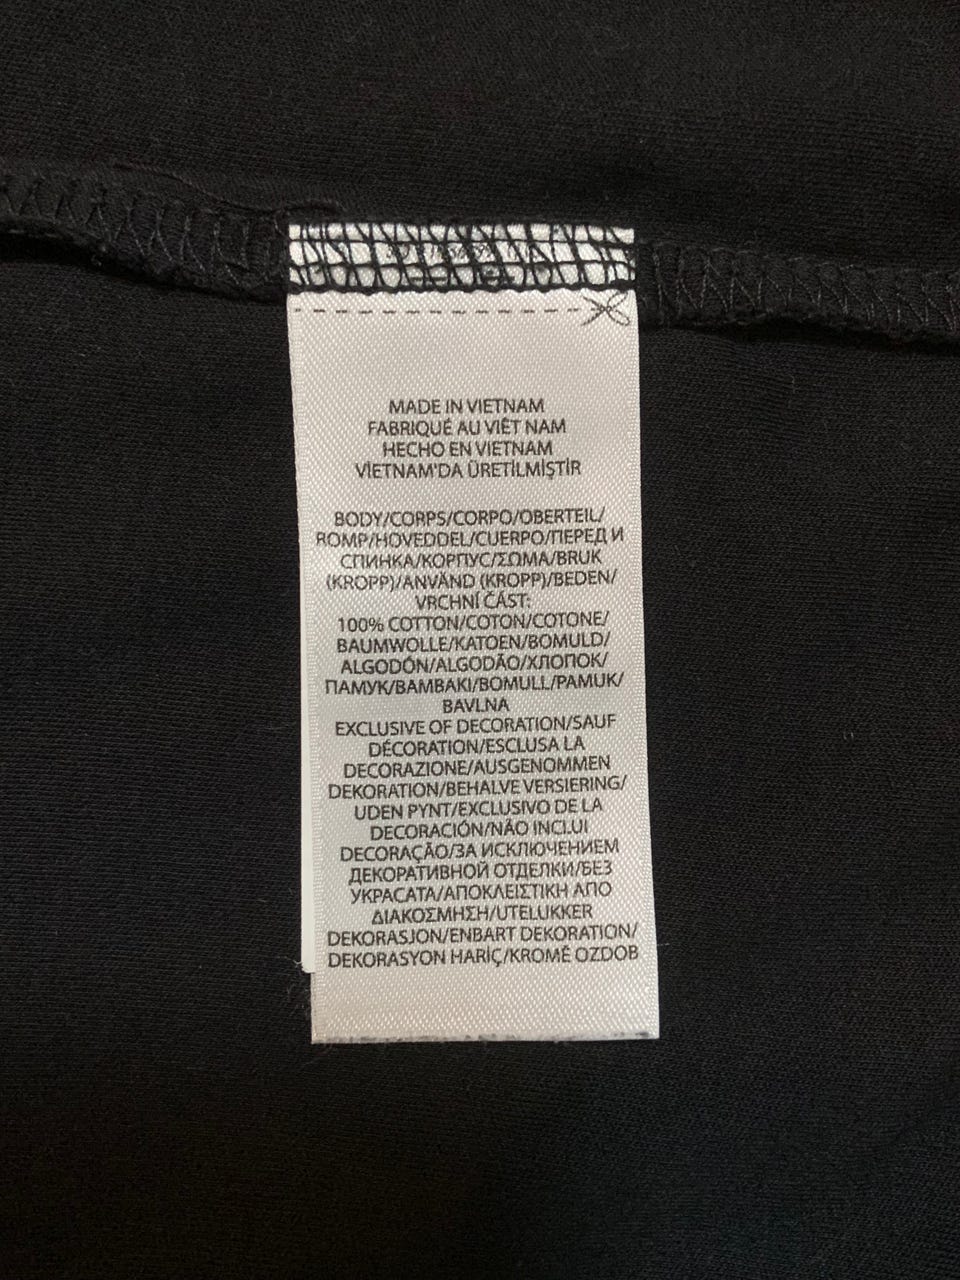 MADE IN VIETNAM
FABRIQUÉ AU VIÊT NAM
HECHO EN VIETNAM
VİETNAM'DA ÜRETİLMİŞTİR
BODY/CORPS/CORPO/OBERTEIL/
ROMP/HOVEDDEL/CUERPO/ПЕРЕД И
СПИНКА/КОРПУС/ΣΩΜΑ/BRUK
(KROPP)/ANVÄND (KROPP)/BEDEN/
VRCHNÍ ČÁST:
100% COTTON/COTON/COTONE/
BAUMWOLLE/KATOEN/BOMULD/
ALGODÓN/ALGODÃO/ХЛОПОК/
ПАМУК/ΒΑΜΒΑΚΙ/BOMULL/PAMUK/
BAVLNA
EXCLUSIVE OF DECORATION/SAUF
DÉCORATION/ESCLUSA LA
DECORAZIONE/AUSGENOMMEN
DEKORATION/BEHALVE VERSIERING/
UDEN PYNT/EXCLUSIVO DE LA
DECORACIÓN/NÃO INCLUI
DECORAÇÃO/ЗА ИСКЛЮЧЕНИЕМ
ДЕКОРАТИВНОЙ ОТДЕЛКИ/БЕЗ
УКРАСАТА/ΑΠΟΚΛΕΙΣΤΙΚΗ ΑΠΟ
ΔΙΑΚΟΣΜΗΣΗ/UTELUKKER
DEKORASJON/ENBART DEKORATION/
DEKORASYON HARİÇ/KROMĚ OZDOB